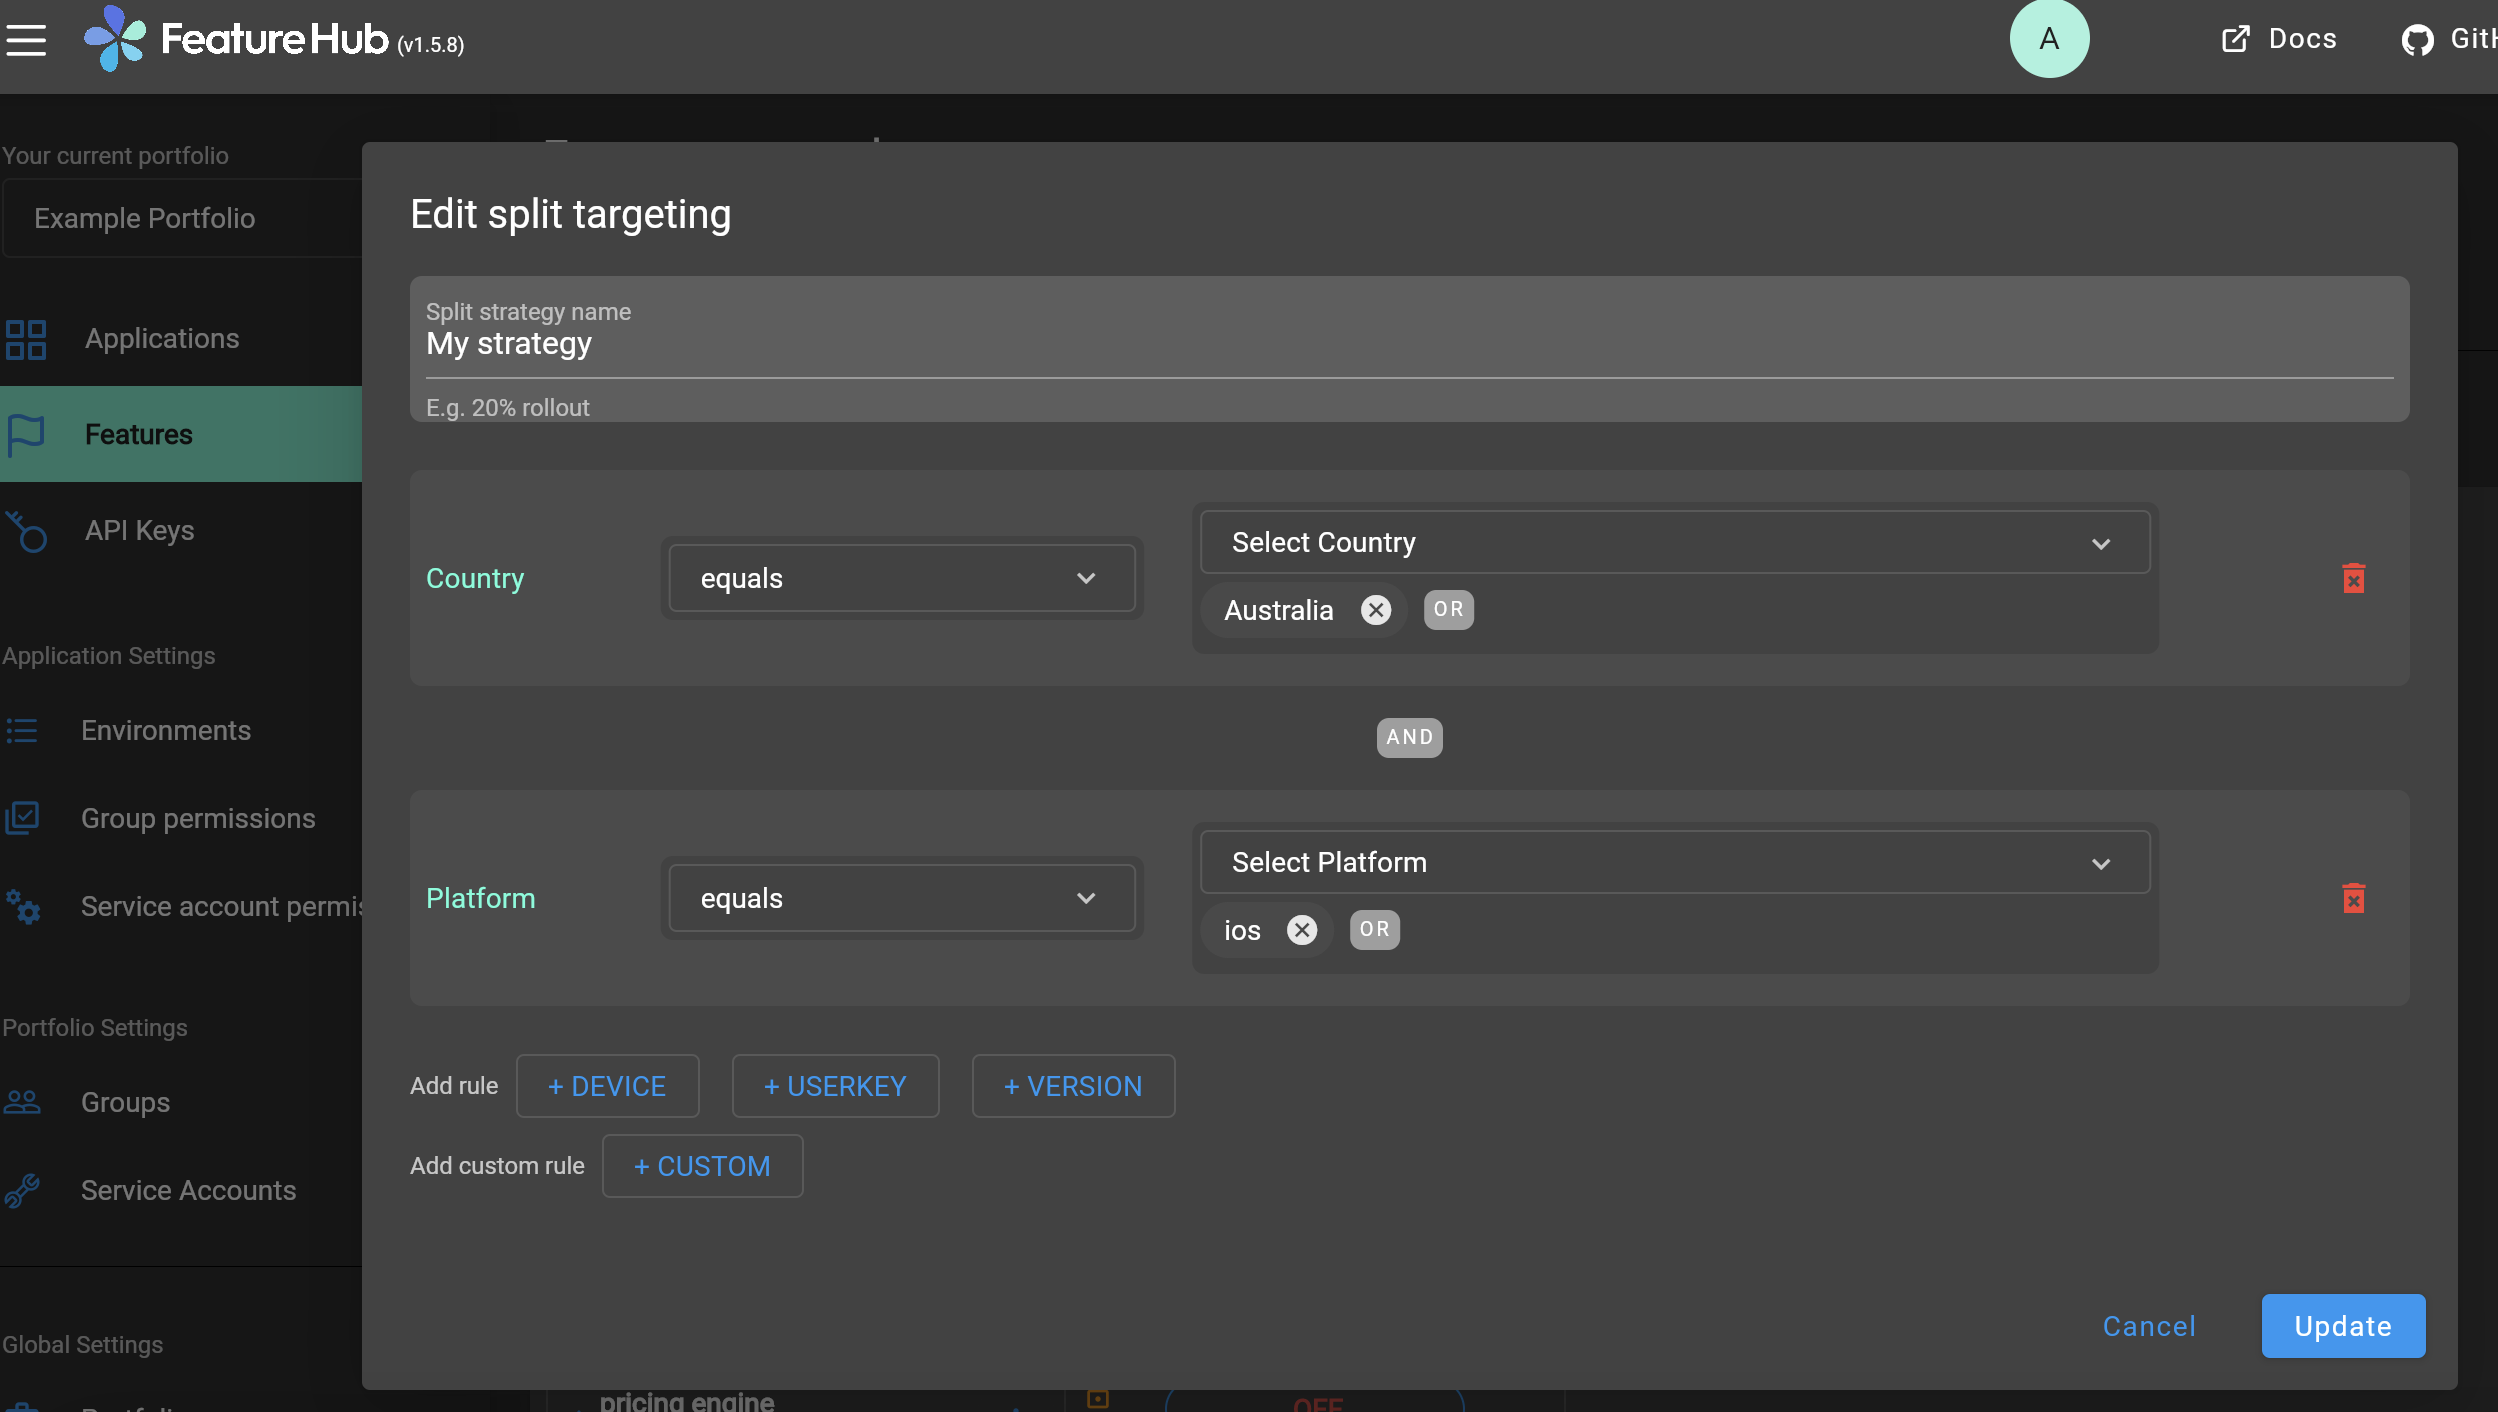 FeatureHub (v1.5.8)
A
Docs
Your current portfolio
Example Portfolio
Applications
Features
API Keys
Application Settings
Environments
Group permissions
Service account
Portfolio Settings
Groups
Service Accounts
Global Settings
Edit split targeting
Split strategy name
My strategy
E.g. 20% rollout
Country
equals
Select Country
Australia
OR
AND
Platform
equals
Select Platform
ios
OR
Add rule
+ DEVICE
+ USERKEY
+ VERSION
Add custom rule
+ CUSTOM
Cancel
Update
pricing engine
OFF